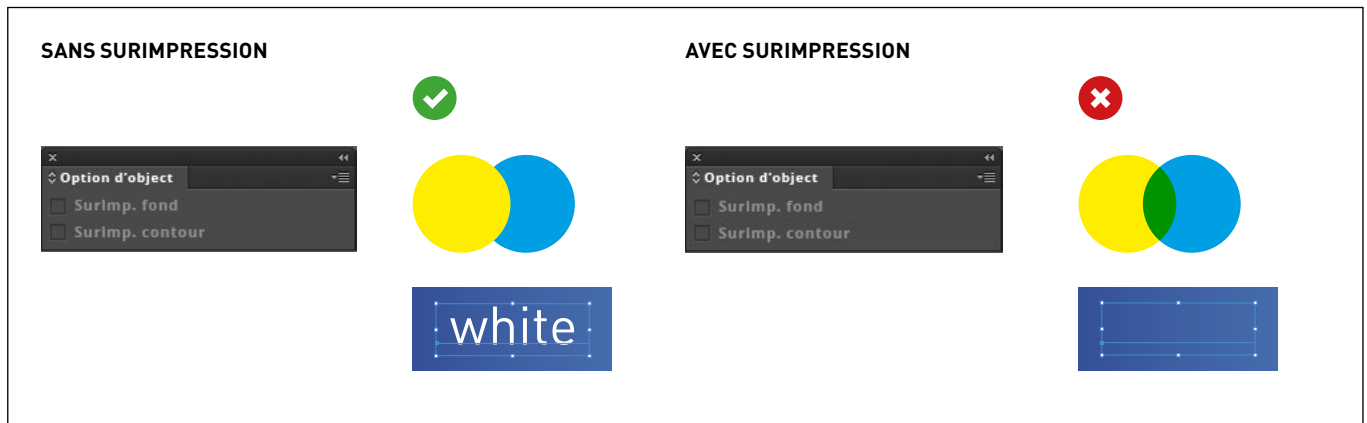 SANS SURIMPRESSION
Option d'object
Surimp. fond
Surimp. contour
white
AVEC SURIMPRESSION
Option d'object
Surimp. fond
Surimp. contour